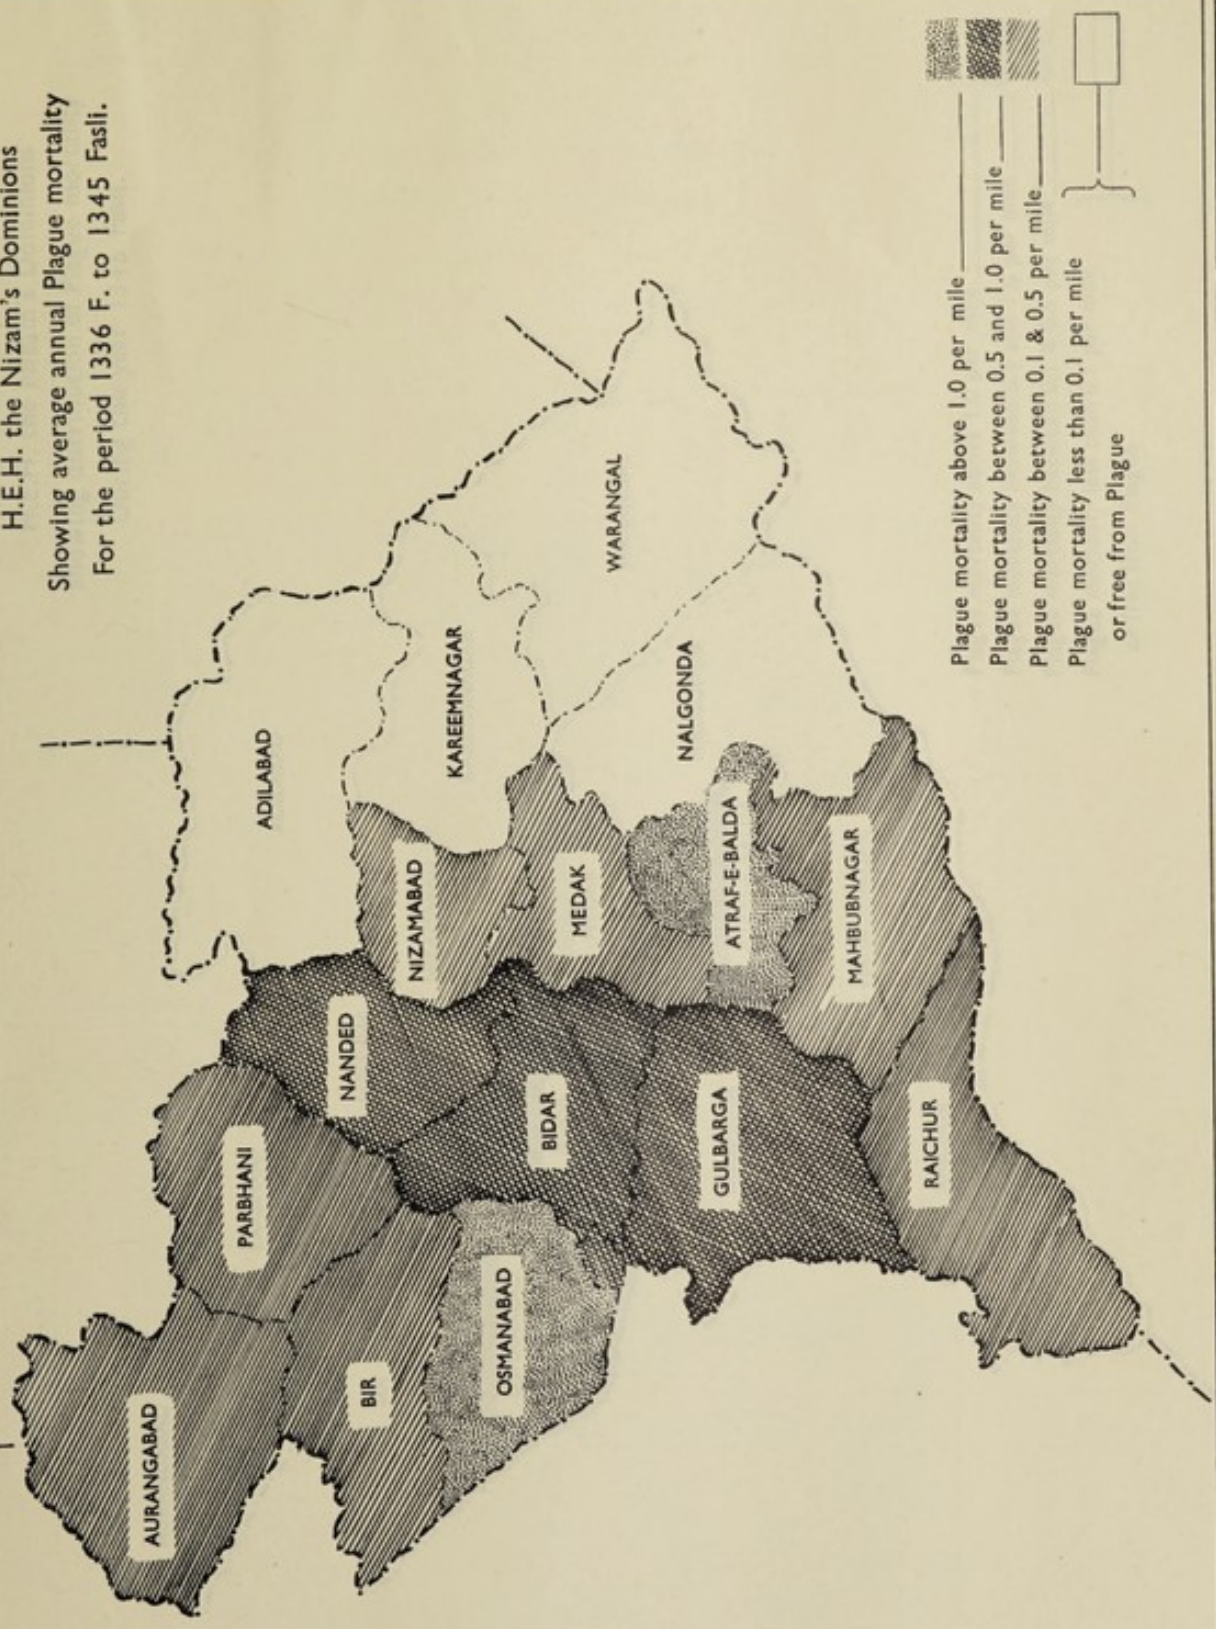 H.E.H. the Nizam's Dominions
Showing average annual Plague mortality
For the period 1336 F. to 1345 Fasli.
ADILABAD
KAREEMNAGAR
WARANGAL
NIZAMABAD
NALGONDA
MEDAK
ATRAF-E-BALDA
MAHBUBNAGAR
NANDED
PARBHANI
BIDAR
GULBARGA
RAICHUR
AURANGABAD
BIR
OSMANABAD
Plague mortality above 1.0 per mile
Plague mortality between 0.5 and 1.0 per mile
Plague mortality between 0.1 & 0.5 per mile
Plague mortality less than 0.1 per mile
or free from Plague